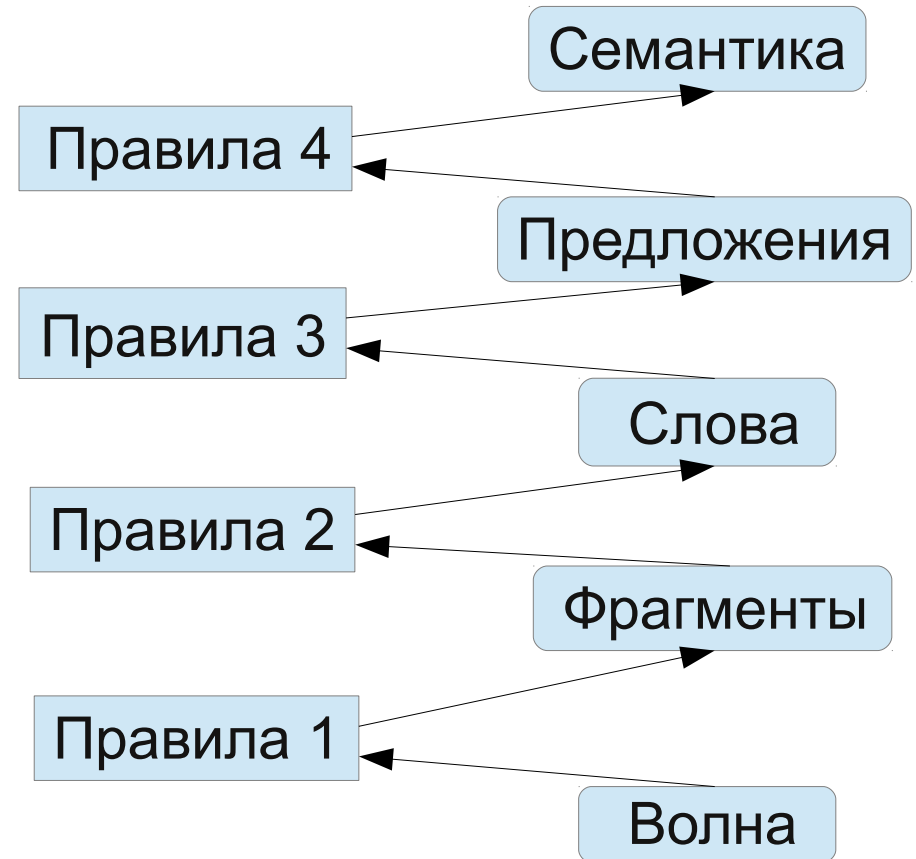 Семантика
Правила 4
Предложения
Правила 3
Слова
Правила 2
Фрагменты
Правила 1
Волна